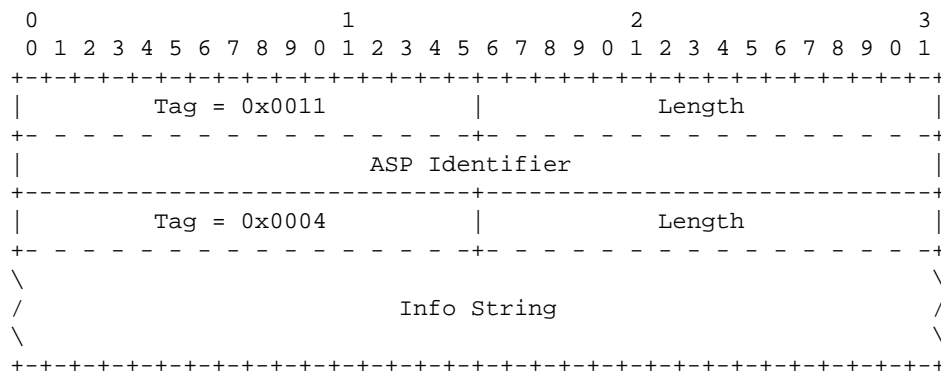 0                   1                   2                   3
 0 1 2 3 4 5 6 7 8 9 0 1 2 3 4 5 6 7 8 9 0 1 2 3 4 5 6 7 8 9 0 1
+-+-+-+-+-+-+-+-+-+-+-+-+-+-+-+-+-+-+-+-+-+-+-+-+-+-+-+-+-+-+-+-+
|         Tag = 0x0011          |            Length             |
+- - - - - - - - - - - - - - - -+- - - - - - - - - - - - - - - -+
|                        ASP Identifier                         |
+-------------------------------+-------------------------------+
|         Tag = 0x0004          |            Length             |
+- - - - - - - - - - - - - - - -+- - - - - - - - - - - - - - - -+
\                                                               \
/                          Info String                          /
\                                                               \
+-+-+-+-+-+-+-+-+-+-+-+-+-+-+-+-+-+-+-+-+-+-+-+-+-+-+-+-+-+-+-+-+